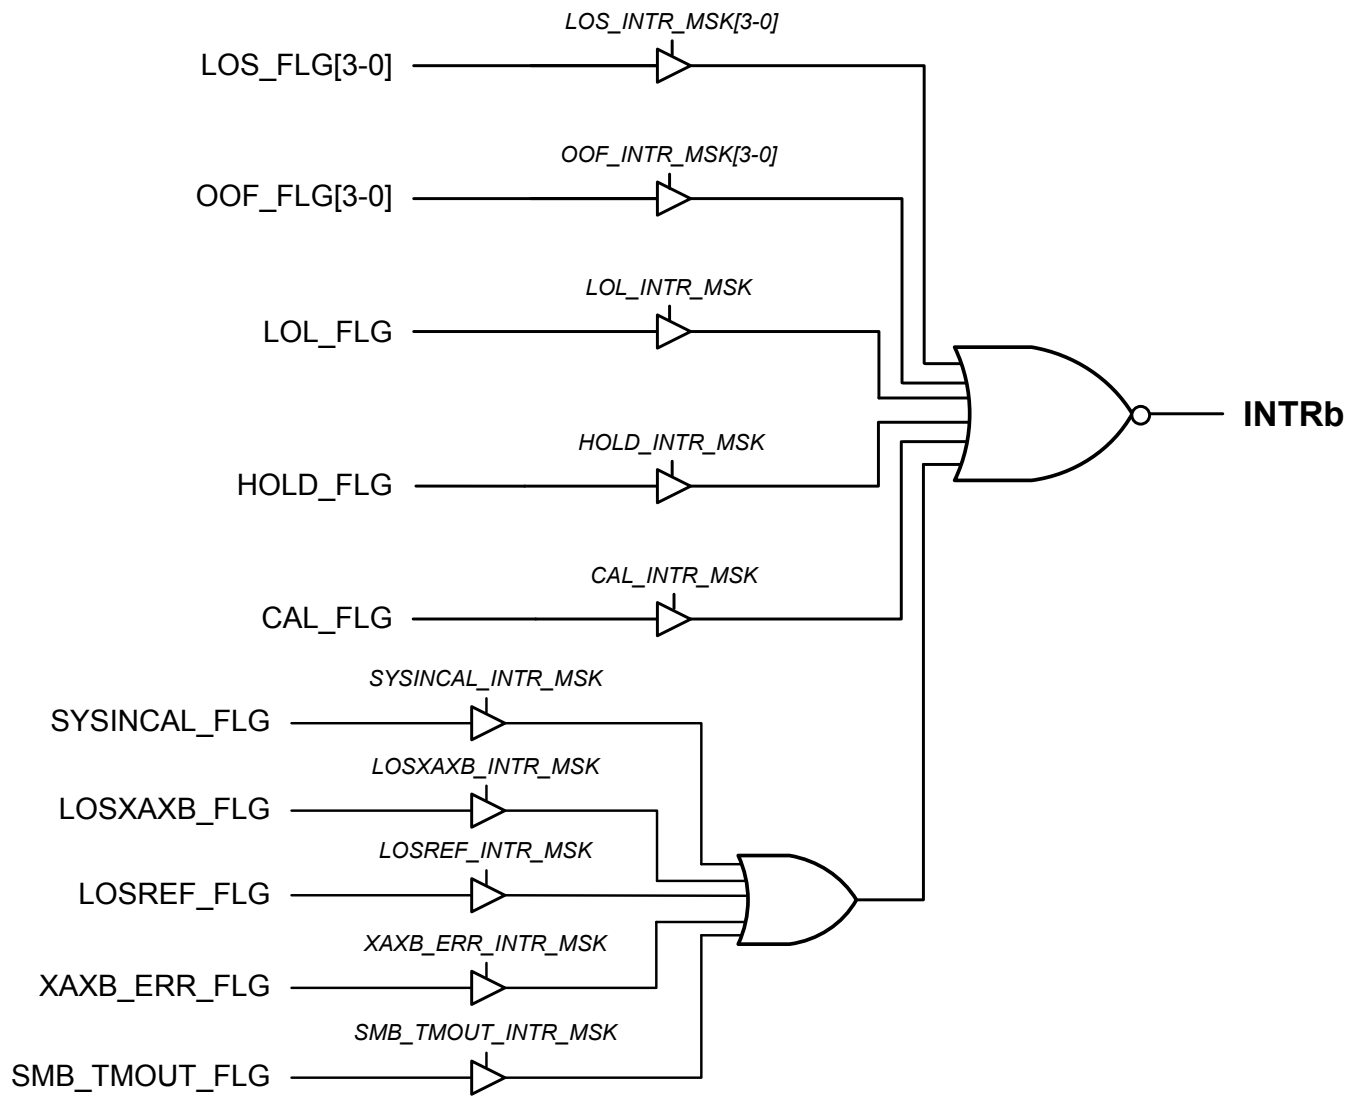 LOS_INTR_MSK[3-0]
LOS_FLG[3-0]
OOF_INTR_MSK[3-0]
OOF_FLG[3-0]
LOL_INTR_MSK
LOL_FLG
INTRb
HOLD_INTR_MSK
HOLD_FLG
CAL_INTR_MSK
CAL_FLG
SYSINCAL_INTR_MSK
SYSINCAL_FLG
LOSXAXB_INTR_MSK
LOSXAXB_FLG
LOSREF_INTR_MSK
LOSREF_FLG
XAXB_ERR_INTR_MSK
XAXB_ERR_FLG
SMB_TMOUT_INTR_MSK
SMB_TMOUT_FLG